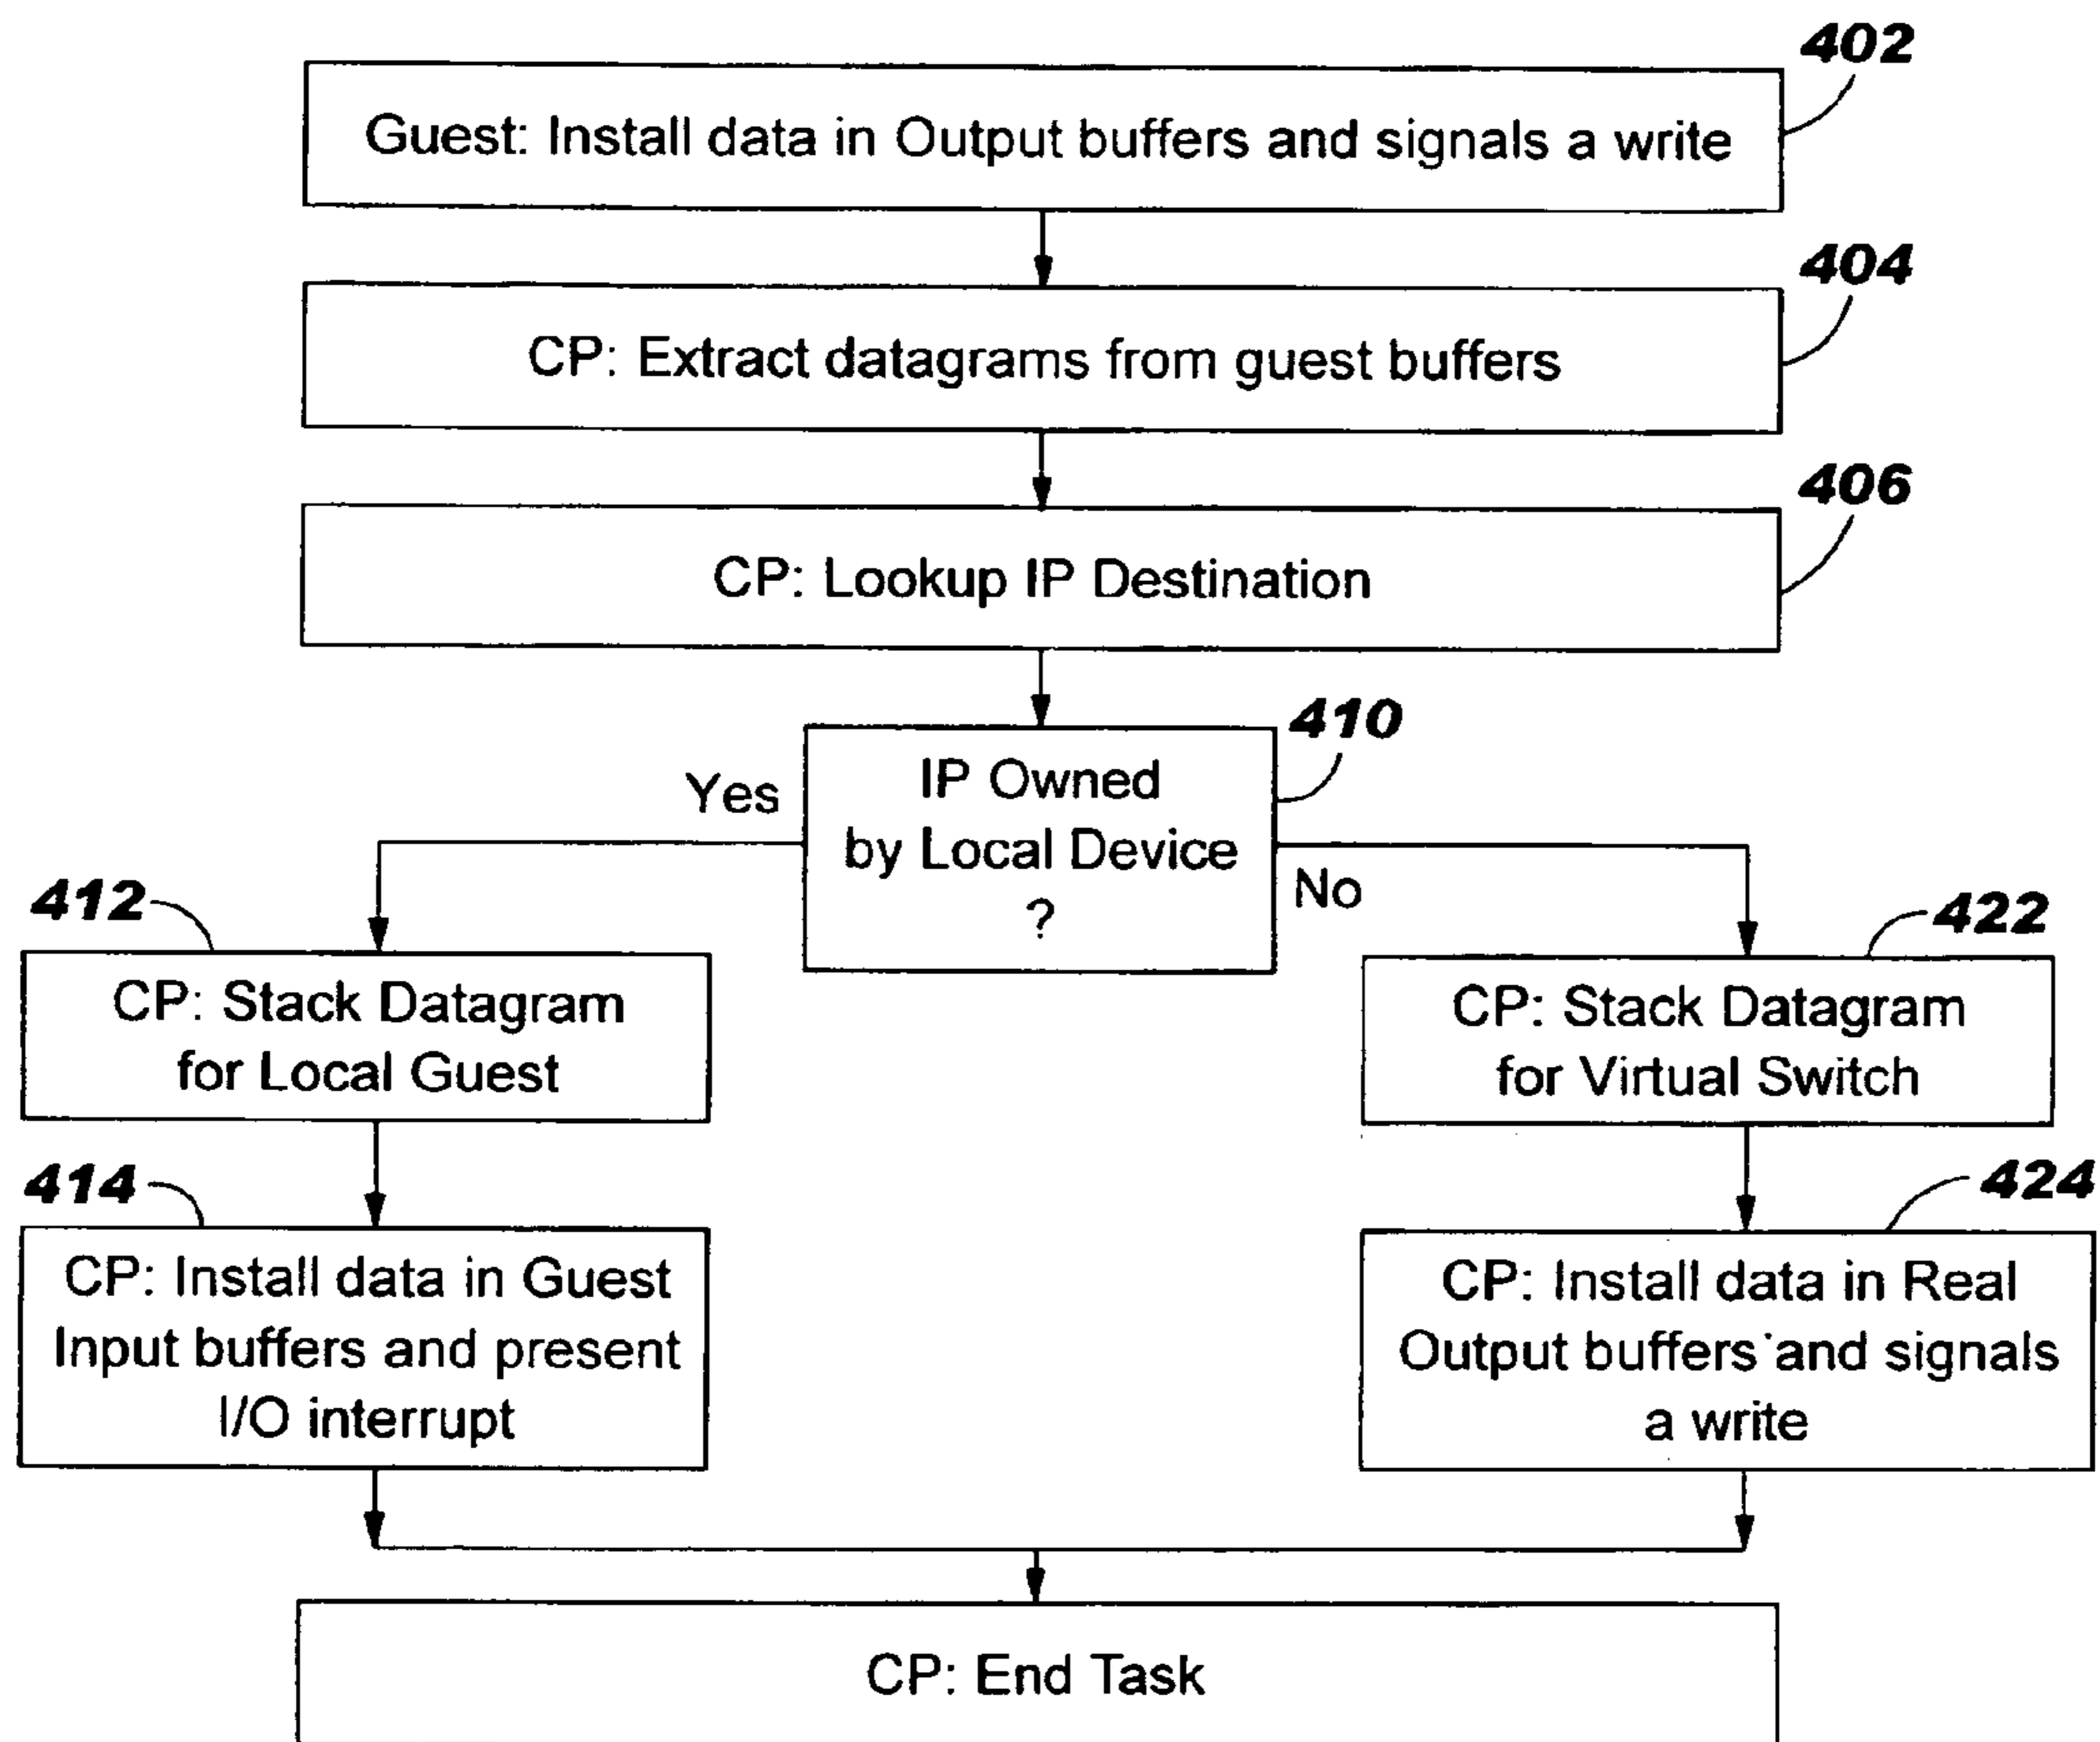 402
Guest: Install data in Output buffers and signals a write
404
CP: Extract datagrams from guest buffers
406
CP: Lookup IP Destination
410
IP Owned
by Local Device
?
Yes
No
412
CP: Stack Datagram
for Local Guest
422
CP: Stack Datagram
for Virtual Switch
414
CP: Install data in Guest
Input buffers and present
I/O interrupt
424
CP: Install data in Real
Output buffers and signals
a write
CP: End Task